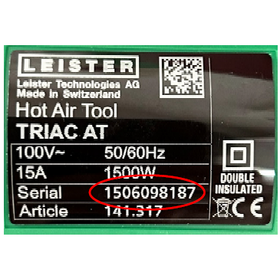 LEISTER
Leister Technologies AG
Made in Switzerland
Hot Air Tool
TRIAC AT
100V~ 50/60Hz
15A 1500W
Serial 1506098187
Article 141.317
DOUBLE
INSULATED
CE